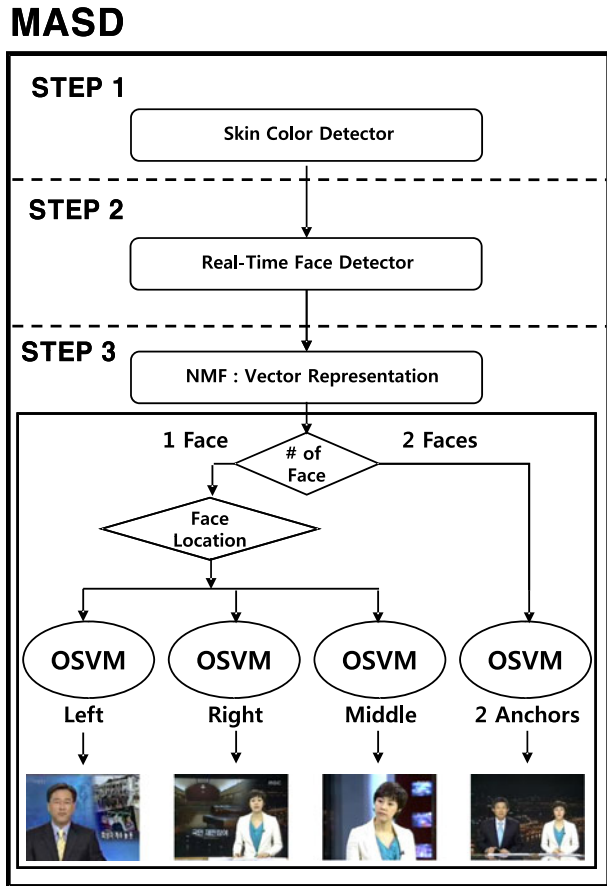 MASD
STEP 1
Skin Color Detector
STEP 2
Real-Time Face Detector
STEP 3
NMF : Vector Representation
1 Face
# of
Face
2 Faces
Face
Location
OSVM
OSVM
OSVM
OSVM
Left
Right
Middle
2 Anchors
MBC